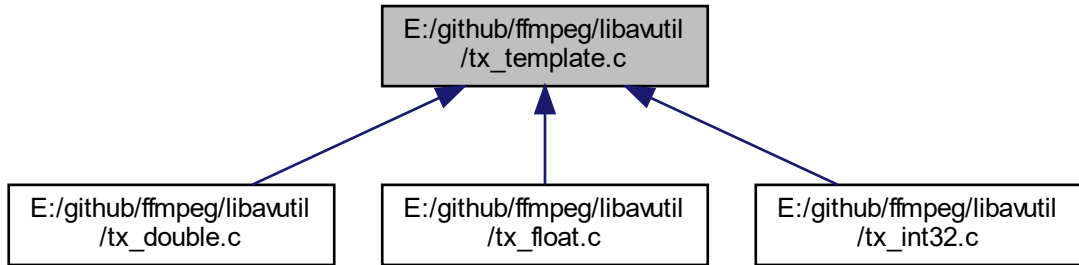 E:/github/ffmpeg/libavutil
/tx_template.c
E:/github/ffmpeg/libavutil
/tx_double.c
E:/github/ffmpeg/libavutil
/tx_float.c
E:/github/ffmpeg/libavutil
/tx_int32.c